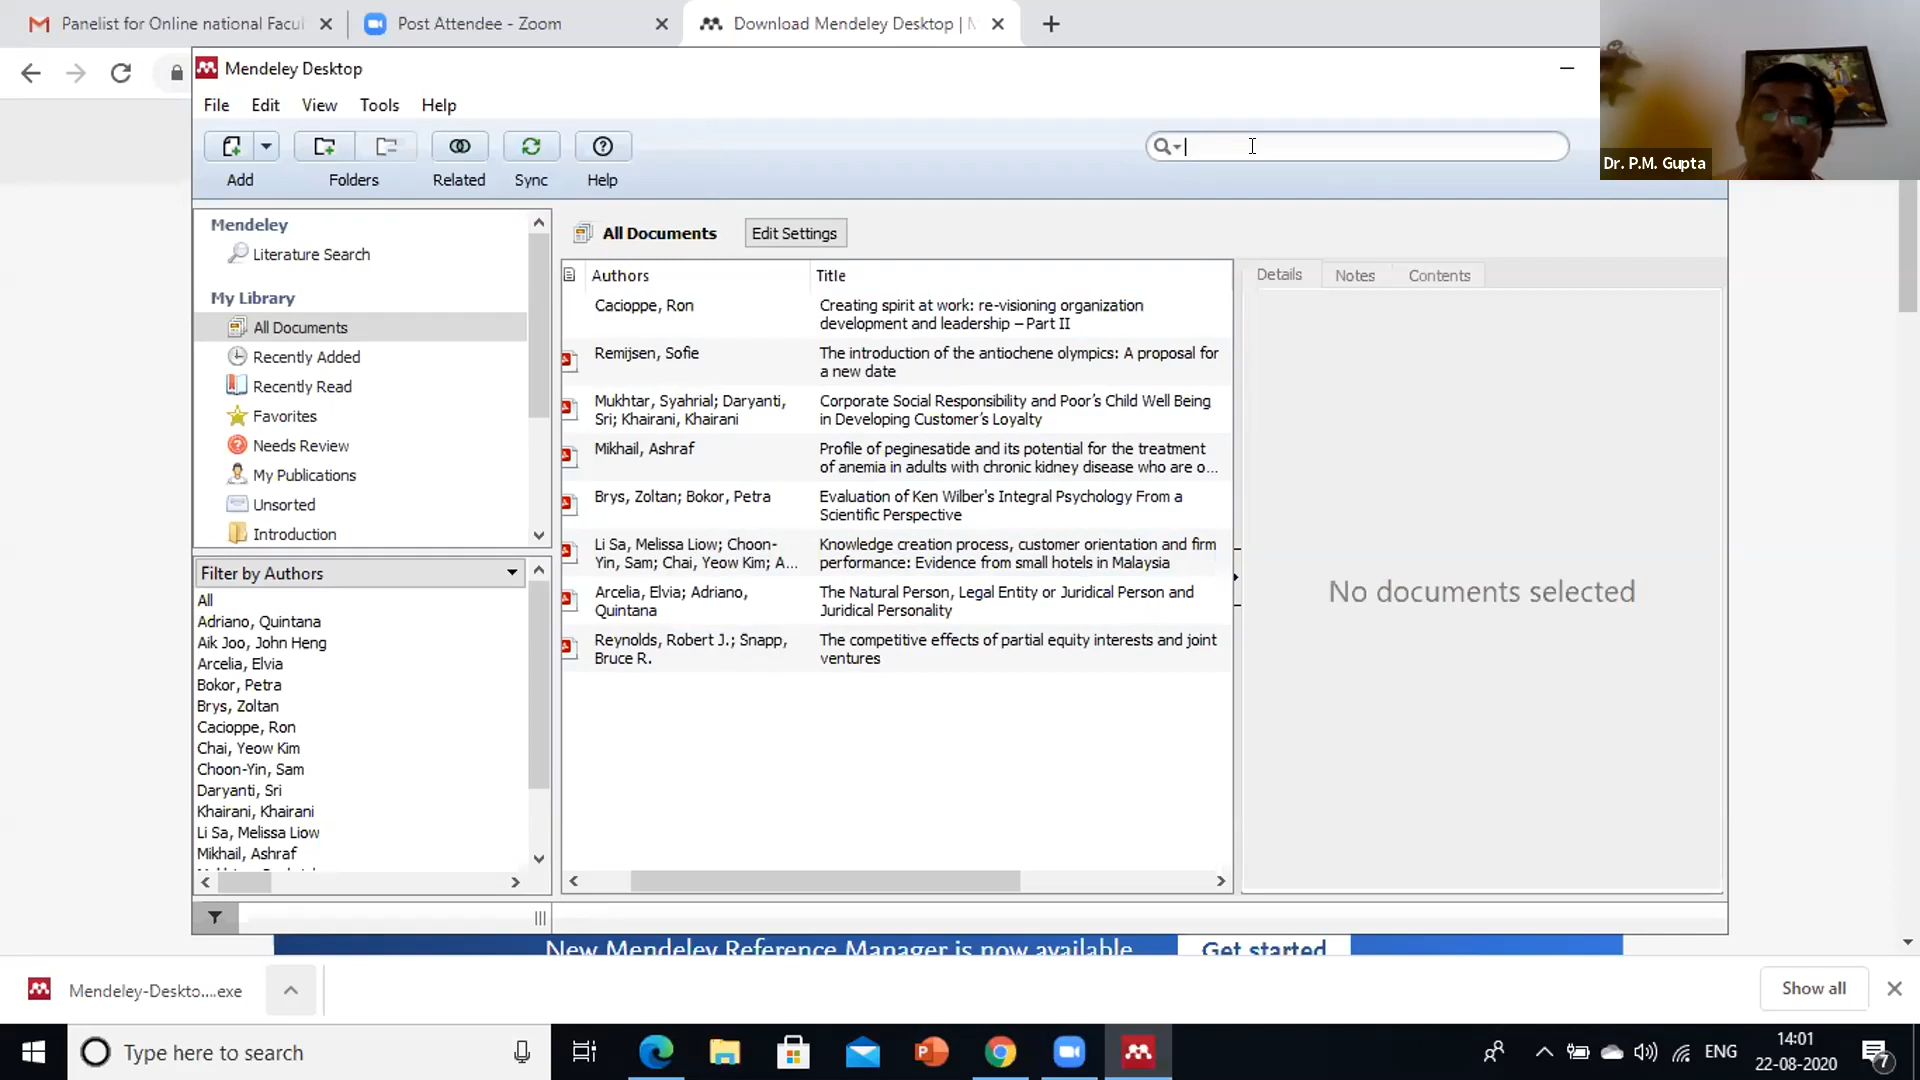 Panelist for Online national Facul
Post Attendee - Zoom
Download Mendeley Desktop | M
Mendeley Desktop
File Edit View Tools Help
Dr. P.M. Gupta
Add Folders Related Sync Help
Mendeley
Literature Search
My Library
All Documents
Recently Added
Recently Read
Favorites
Needs Review
My Publications
Unsorted
Introduction
Filter by Authors
All
Adriano, Quintana
Aik Joo, John Heng
Arcelia, Elvia
Bokor, Petra
Brys, Zoltan
Cacioppe, Ron
Chai, Yeow Kim
Choon-Yin, Sam
Daryanti, Sri
Khairani, Khairani
Li Sa, Melissa Liow
Mikhail, Ashraf
All Documents Edit Settings
Authors Title
Cacioppe, Ron
Creating spirit at work: re-visioning organization
development and leadership – Part II
Remijsen, Sofie
The introduction of the antiochene olympics: A proposal for
a new date
Mukhtar, Syahrial; Daryanti,
Sri; Khairani, Khairani
Corporate Social Responsibility and Poor's Child Well Being
in Developing Customer's Loyalty
Mikhail, Ashraf
Profile of peginesatide and its potential for the treatment
of anemia in adults with chronic kidney disease who are o...
Brys, Zoltan; Bokor, Petra
Evaluation of Ken Wilber's Integral Psychology From a
Scientific Perspective
Li Sa, Melissa Liow; Choon-
Yin, Sam; Chai, Yeow Kim; A...
Knowledge creation process, customer orientation and firm
performance: Evidence from small hotels in Malaysia
Arcelia, Elvia; Adriano,
Quintana
The Natural Person, Legal Entity or Juridical Person and
Juridical Personality
Reynolds, Robert J.; Snapp,
Bruce R.
The competitive effects of partial equity interests and joint
ventures
Details Notes Contents
No documents selected
New Mendeley Reference Manager is now available Get started
Mendeley-Deskto....exe
Show all
Type here to search
ENG
14:01
22-08-2020
7